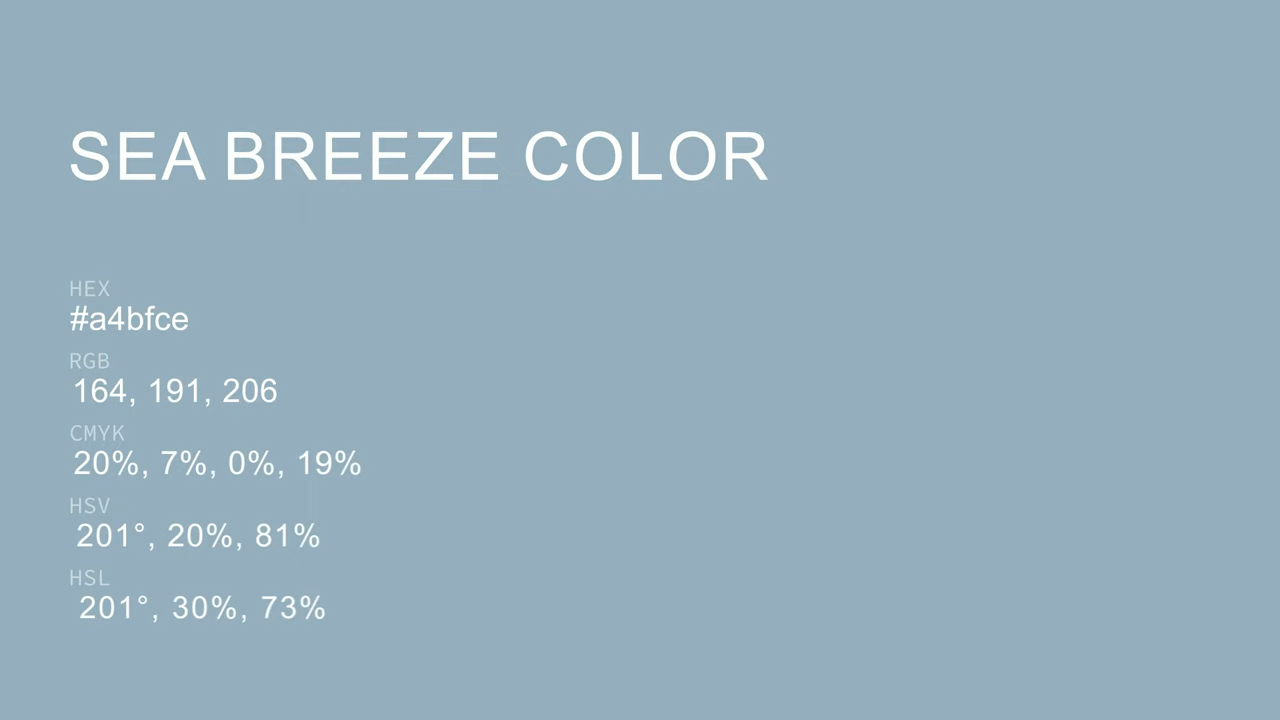 SEA BREEZE COLOR
HEX
#a4bfce
RGB
164, 191, 206
CMYK
20%, 7%, 0%, 19%
HSV
201°, 20%, 81%
HSL
201°, 30%, 73%